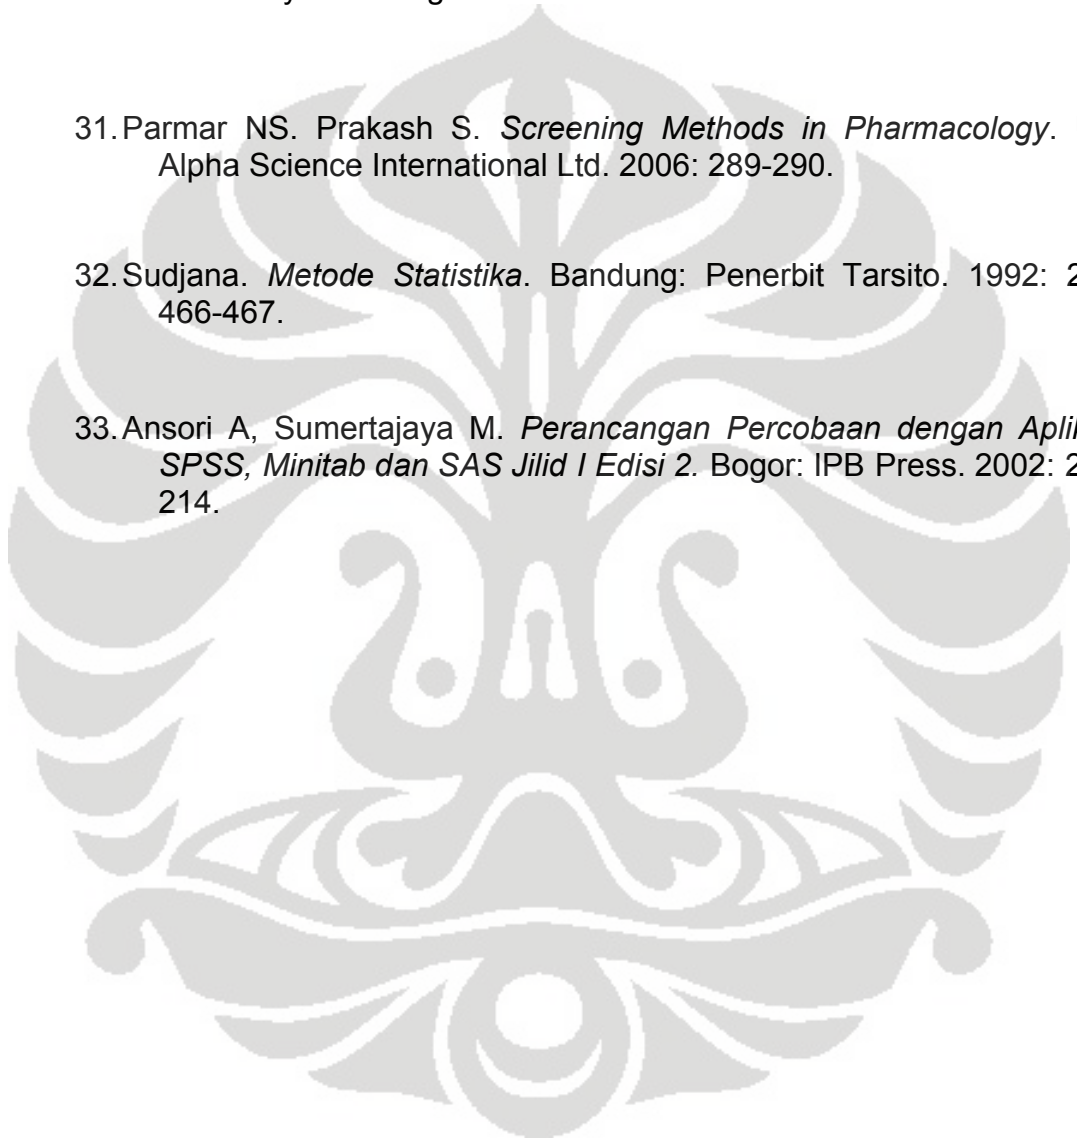 31. Parmar NS. Prakash S. Screening Methods in Pharmacology.
Alpha Science International Ltd. 2006: 289-290.
32. Sudjana. Metode Statistika. Bandung: Penerbit Tarsito. 1992:
466-467.
33. Ansori A, Sumertajaya M. Perancangan Percobaan dengan
SPSS, Minitab dan SAS Jilid I Edisi 2. Bogor: IPB Press. 2002:
214.